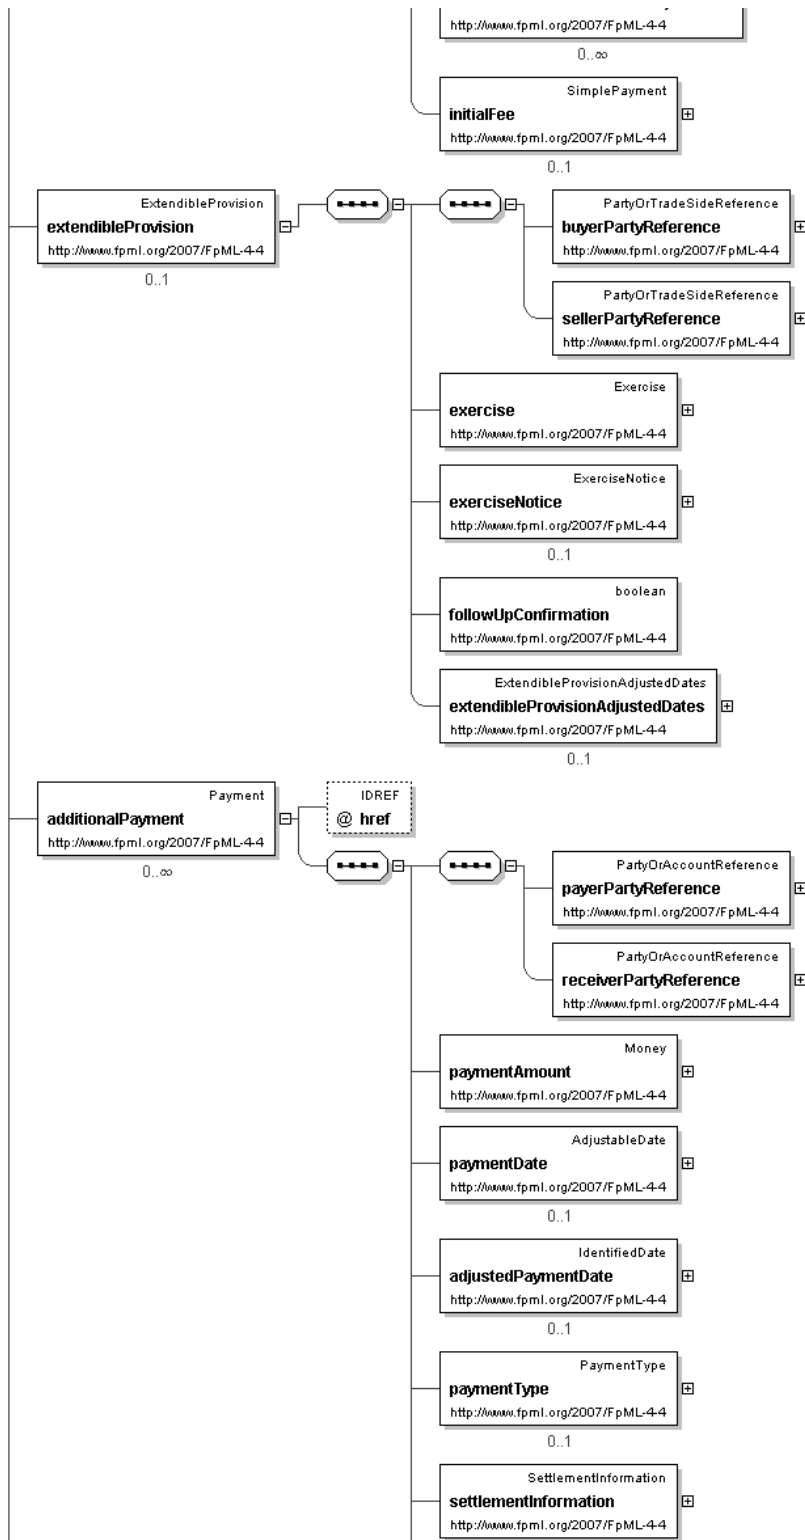 http://www.fpml.org/2007/FpML-4-4
0..∞
SimplePayment
initialFee
http://www.fpml.org/2007/FpML-4-4
0..1
ExtendibleProvision
extendibleProvision
http://www.fpml.org/2007/FpML-4-4
0..1
PartyOrTradeSideReference
buyerPartyReference
http://www.fpml.org/2007/FpML-4-4
PartyOrTradeSideReference
sellerPartyReference
http://www.fpml.org/2007/FpML-4-4
Exercise
exercise
http://www.fpml.org/2007/FpML-4-4
ExerciseNotice
exerciseNotice
http://www.fpml.org/2007/FpML-4-4
0..1
boolean
followUpConfirmation
http://www.fpml.org/2007/FpML-4-4
ExtendibleProvisionAdjustedDates
extendibleProvisionAdjustedDates
http://www.fpml.org/2007/FpML-4-4
0..1
Payment
additionalPayment
http://www.fpml.org/2007/FpML-4-4
0..∞
IDREF
@ href
PartyOrAccountReference
payerPartyReference
http://www.fpml.org/2007/FpML-4-4
PartyOrAccountReference
receiverPartyReference
http://www.fpml.org/2007/FpML-4-4
Money
paymentAmount
http://www.fpml.org/2007/FpML-4-4
AdjustableDate
paymentDate
http://www.fpml.org/2007/FpML-4-4
0..1
IdentifiedDate
adjustedPaymentDate
http://www.fpml.org/2007/FpML-4-4
0..1
PaymentType
paymentType
http://www.fpml.org/2007/FpML-4-4
0..1
SettlementInformation
settlementInformation
http://www.fpml.org/2007/FpML-4-4